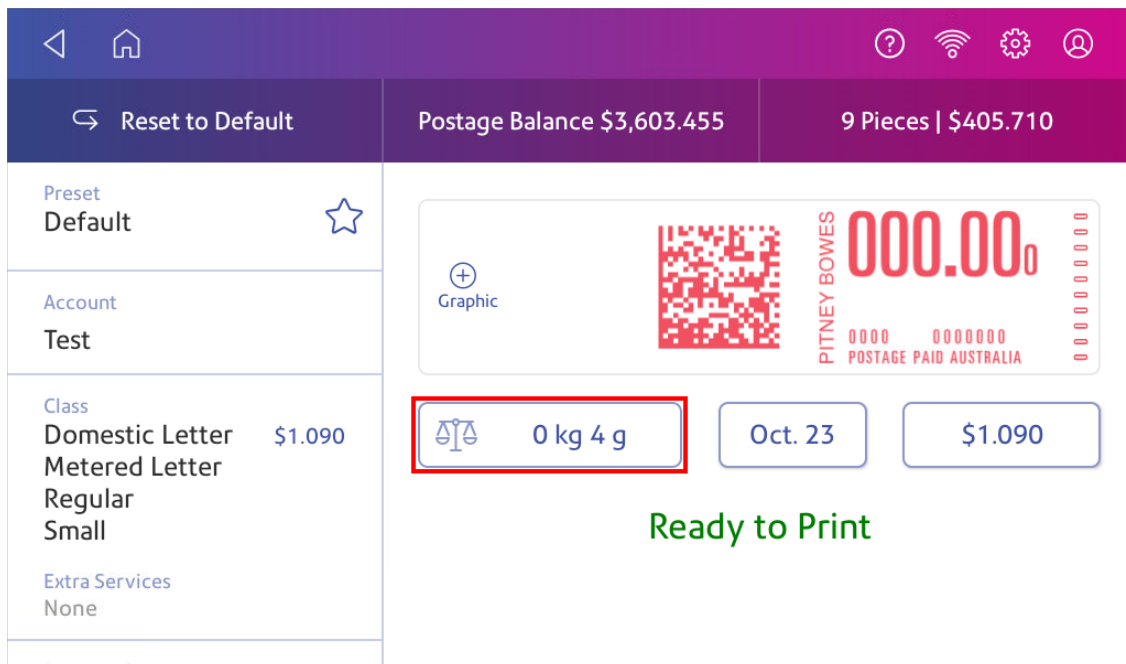 Reset to Default
Postage Balance $3,603.455
9 Pieces | $405.710
Preset
Default
Account
Test
Class
Domestic Letter $1.090
Metered Letter
Regular
Small
Extra Services
None
Graphic
PITNEY BOWES
000.000
0000 0000000
POSTAGE PAID AUSTRALIA
000000000
0 kg 4 g
Oct. 23
$1.090
Ready to Print